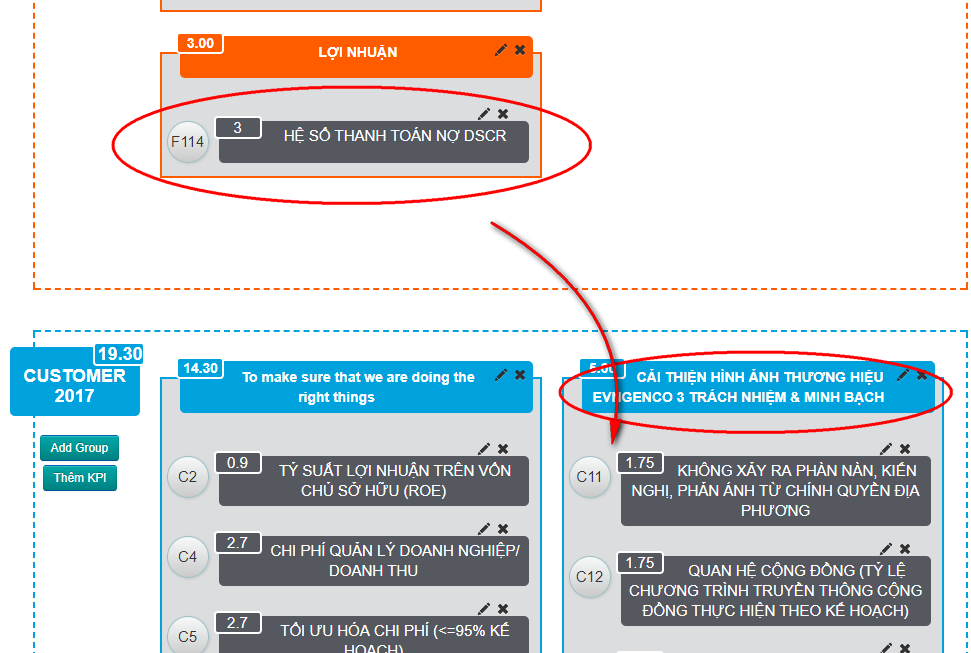 3.00
LỢI NHUẬN
F114
3
HỆ SỐ THANH TOÁN NỢ DSCR
19.30
CUSTOMER
2017
Add Group
Thêm KPI
14.30
To make sure that we are doing the
right things
C2
0.9
TỶ SUẤT LỢI NHUẬN TRÊN VỐN
CHỦ SỞ HỮU (ROE)
C4
2.7
CHI PHÍ QUẢN LÝ DOANH NGHIỆP/
DOANH THU
C5
2.7
TỐI ƯU HÓA CHI PHÍ (<=95% KẾ
HOẠCH)
5.00
CẢI THIỆN HÌNH ẢNH THƯƠNG HIỆU
EVNGENCO 3 TRÁCH NHIỆM & MINH BẠCH
C11
1.75
KHÔNG XẢY RA PHÀN NÀN, KIẾN
NGHỊ, PHẢN ÁNH TỪ CHÍNH QUYỀN ĐỊA
PHƯƠNG
C12
1.75
QUAN HỆ CỘNG ĐỒNG (TỶ LỆ
CHƯƠNG TRÌNH TRUYỀN THÔNG CỘNG
ĐỒNG THỰC HIỆN THEO KẾ HOẠCH)